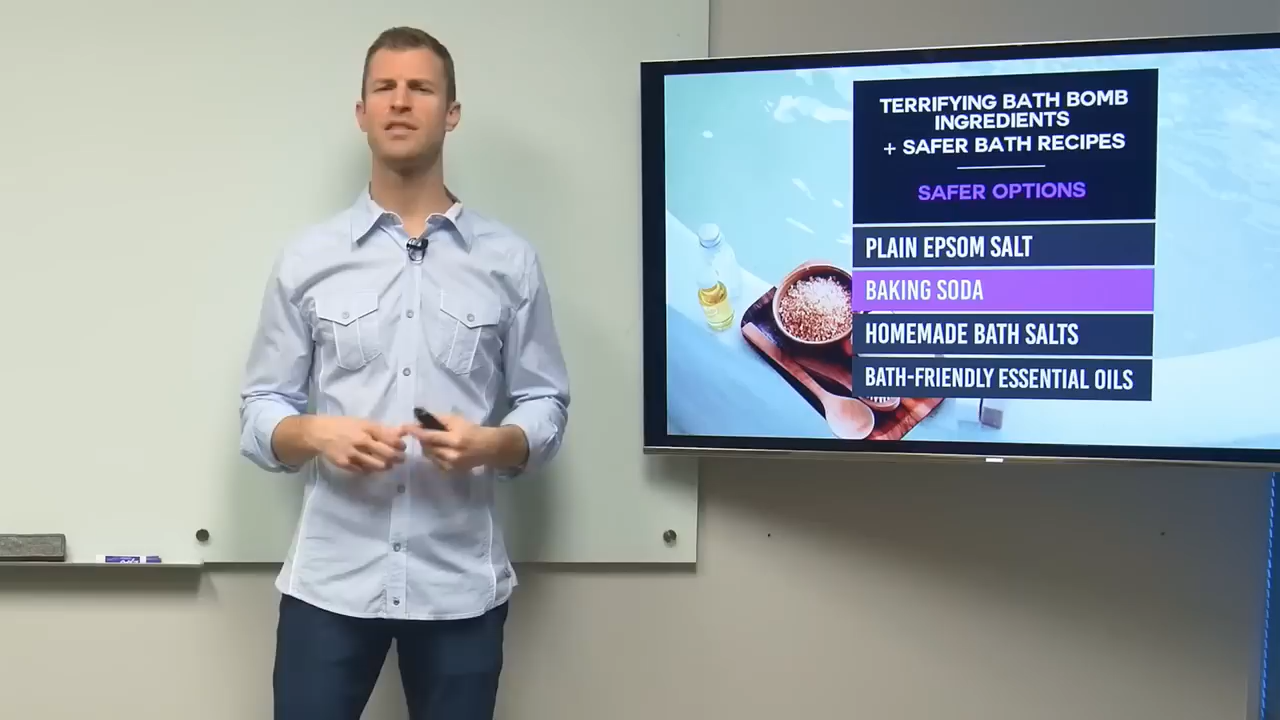 TERRIFYING BATH BOMB
INGREDIENTS
+ SAFER BATH RECIPES
SAFER OPTIONS
PLAIN EPSOM SALT
BAKING SODA
HOMEMADE BATH SALTS
BATH-FRIENDLY ESSENTIAL OILS